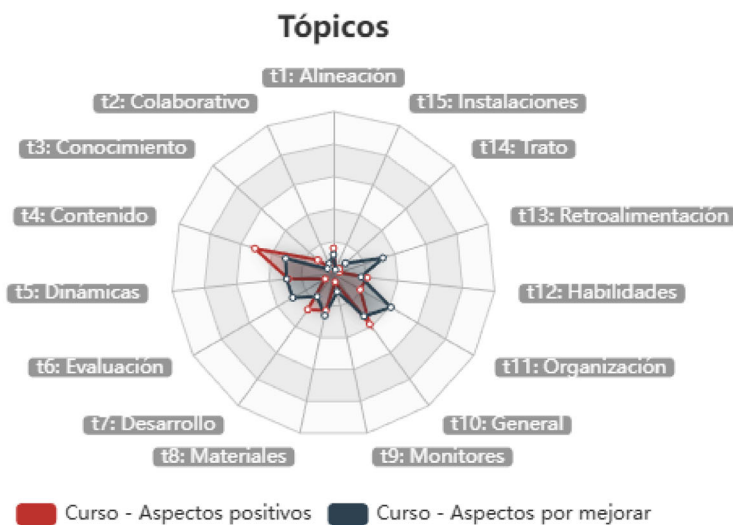 Tópicos
t1: Alineación
t2: Colaborativo
t15: Instalaciones
t3: Conocimiento
t14: Trato
t4: Contenido
t13: Retroalimentación
t5: Dinámicas
t12: Habilidades
t6: Evaluación
t11: Organización
t7: Desarrollo
t10: General
t8: Materiales
t9: Monitores
Curso - Aspectos positivos
Curso - Aspectos por mejorar